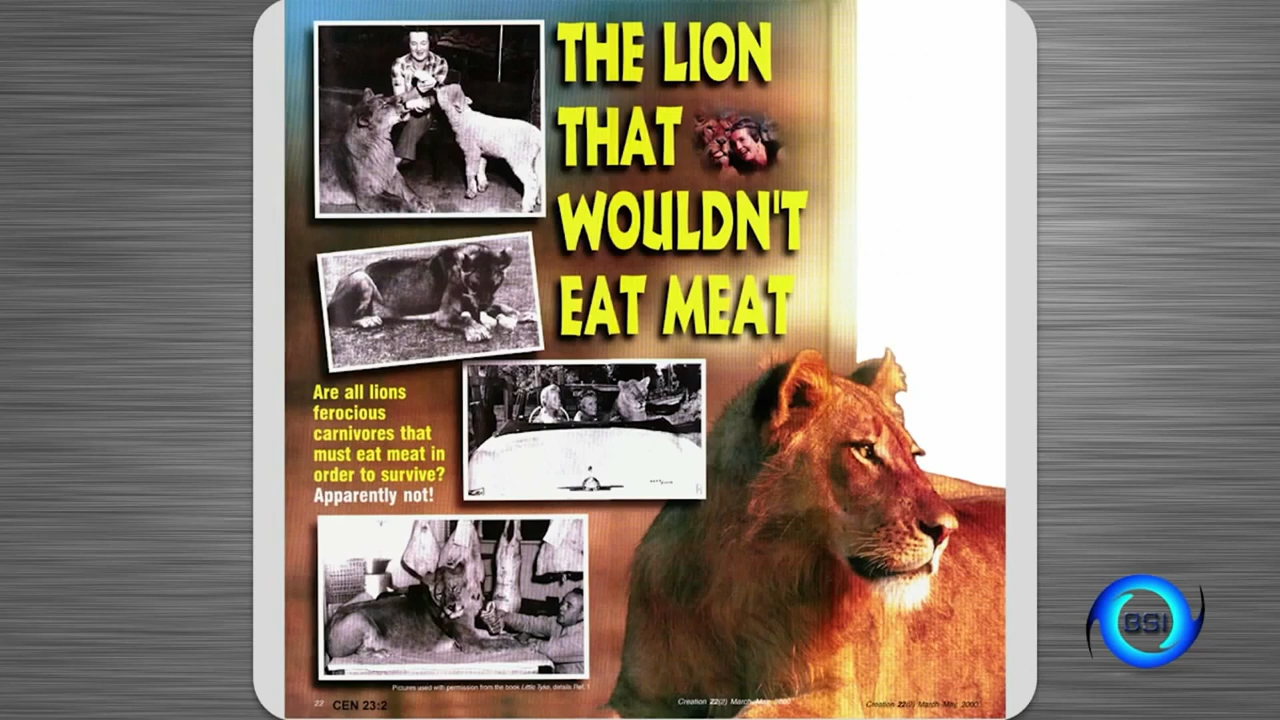 THE LION
THAT
WOULDN'T
EAT MEAT
Are all lions
ferocious
carnivores that
must eat meat in
order to survive?
Apparently not!
Pictures used with permission from the book Little Tyke, details Ref. 1
22 CEN 23:2
Creation 22(2) March–May, 2000
Creation 22(2) March–May, 2000
GSI